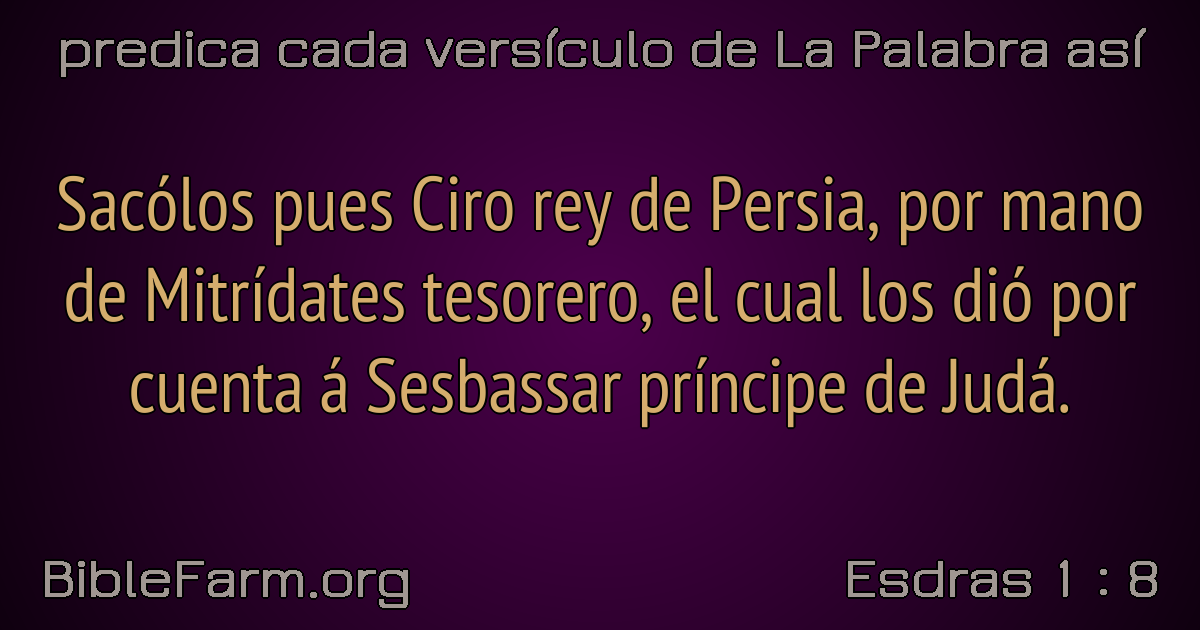 predica cada versículo de La Palabra así
Sacólos pues Ciro rey de Persia, por mano
de Mitrídates tesorero, el cual los dió por
cuenta á Sesbassar príncipe de Judá.
BibleFarm.org
Esdras 1 : 8